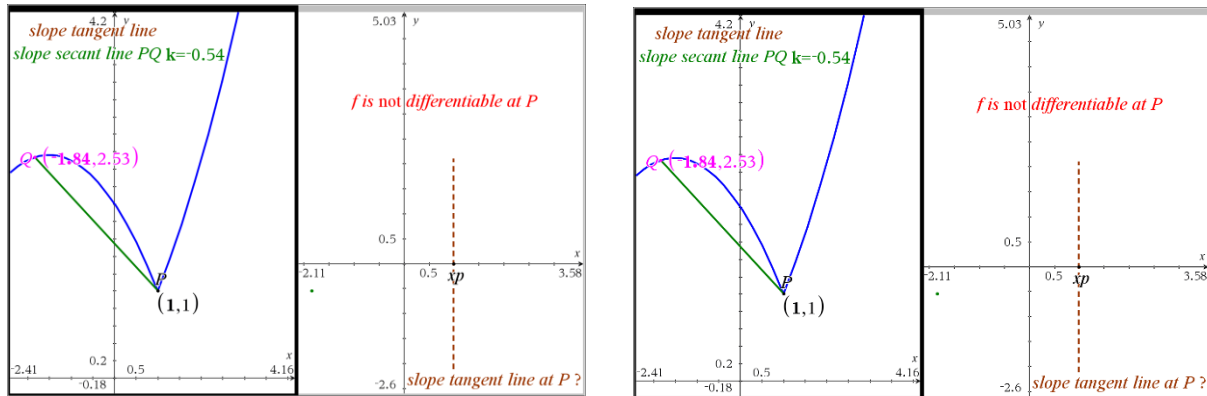 4.2 y
slope tangent line
slope secant line PQ k=-0.54
Q (-1.84,2.53)
P
(1,1)
0.2
x
-2.41
0.5
4.16
-0.18
5.03 y
f is not differentiable at P
0.5
x
-2.11
0.5
xp
3.58
slope tangent line at P ?
-2.6
4.2 y
slope tangent line
slope secant line PQ k=-0.54
Q (-1.84,2.53)
P
(1,1)
0.2
x
-2.41
0.5
4.16
-0.18
5.03 y
f is not differentiable at P
0.5
x
-2.11
0.5
xp
3.58
slope tangent line at P ?
-2.6